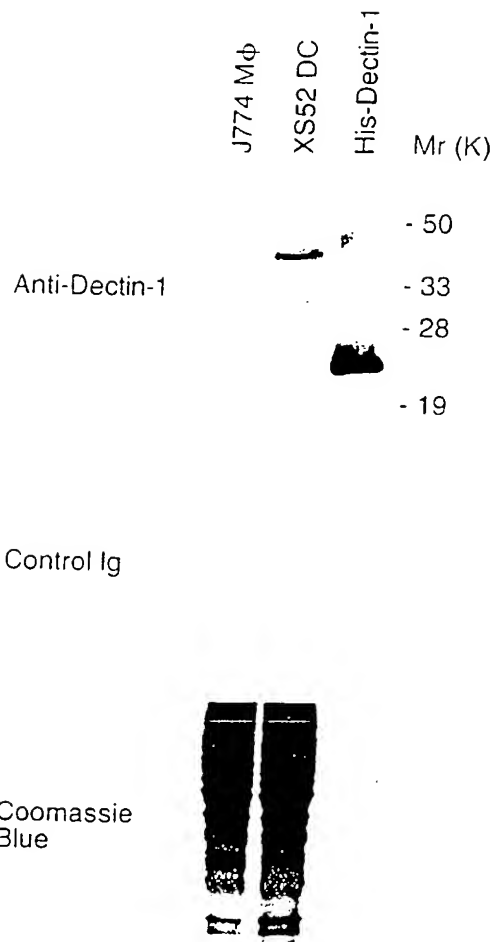 J774 Mϕ
XS52 DC
His-Dectin-1
Mr (K)
- 50
Anti-Dectin-1
- 33
- 28
- 19
Control Ig
Coomassie
Blue